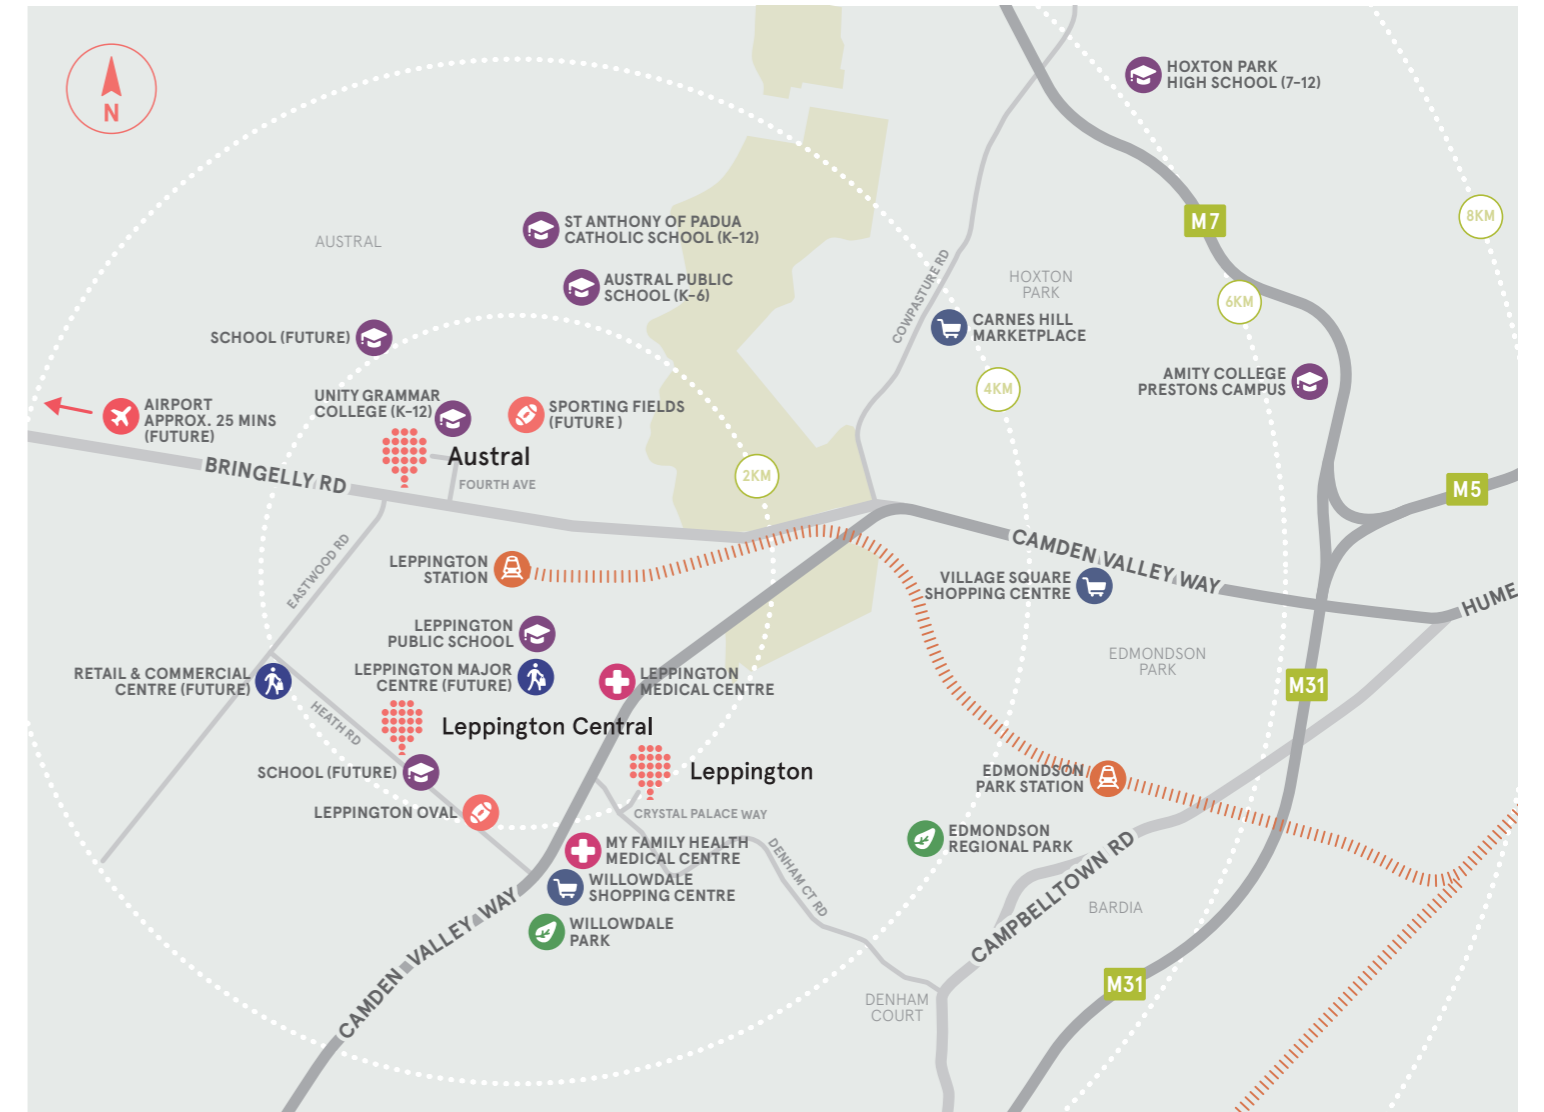 N
HOXTON PARK
HIGH SCHOOL (7–12)
M7
8KM
ST ANTHONY OF PADUA
CATHOLIC SCHOOL (K–12)
AUSTRAL
AUSTRAL PUBLIC
SCHOOL (K–6)
COWPASTURE RD
HOXTON
PARK
6KM
SCHOOL (FUTURE)
CARNES HILL
MARKETPLACE
AMITY COLLEGE
PRESTONS CAMPUS
4KM
AIRPORT
APPROX. 25 MINS
(FUTURE)
UNITY GRAMMAR
COLLEGE (K–12)
SPORTING FIELDS
(FUTURE )
Austral
BRINGELLY RD
FOURTH AVE
2KM
M5
EASTWOOD RD
LEPPINGTON
STATION
CAMDEN VALLEY WAY
VILLAGE SQUARE
SHOPPING CENTRE
HUME
LEPPINGTON
PUBLIC SCHOOL
EDMONDSON
PARK
RETAIL & COMMERCIAL
CENTRE (FUTURE)
LEPPINGTON MAJOR
CENTRE (FUTURE)
LEPPINGTON
MEDICAL CENTRE
M31
HEATH RD
Leppington Central
SCHOOL (FUTURE)
Leppington
EDMONDSON
PARK STATION
LEPPINGTON OVAL
CRYSTAL PALACE WAY
MY FAMILY HEALTH
MEDICAL CENTRE
DENHAM CT RD
EDMONDSON
REGIONAL PARK
WILLOWDALE
SHOPPING CENTRE
CAMPBELLTOWN RD
BARDIA
WILLOWDALE
PARK
CAMDEN VALLEY WAY
DENHAM
COURT
M31